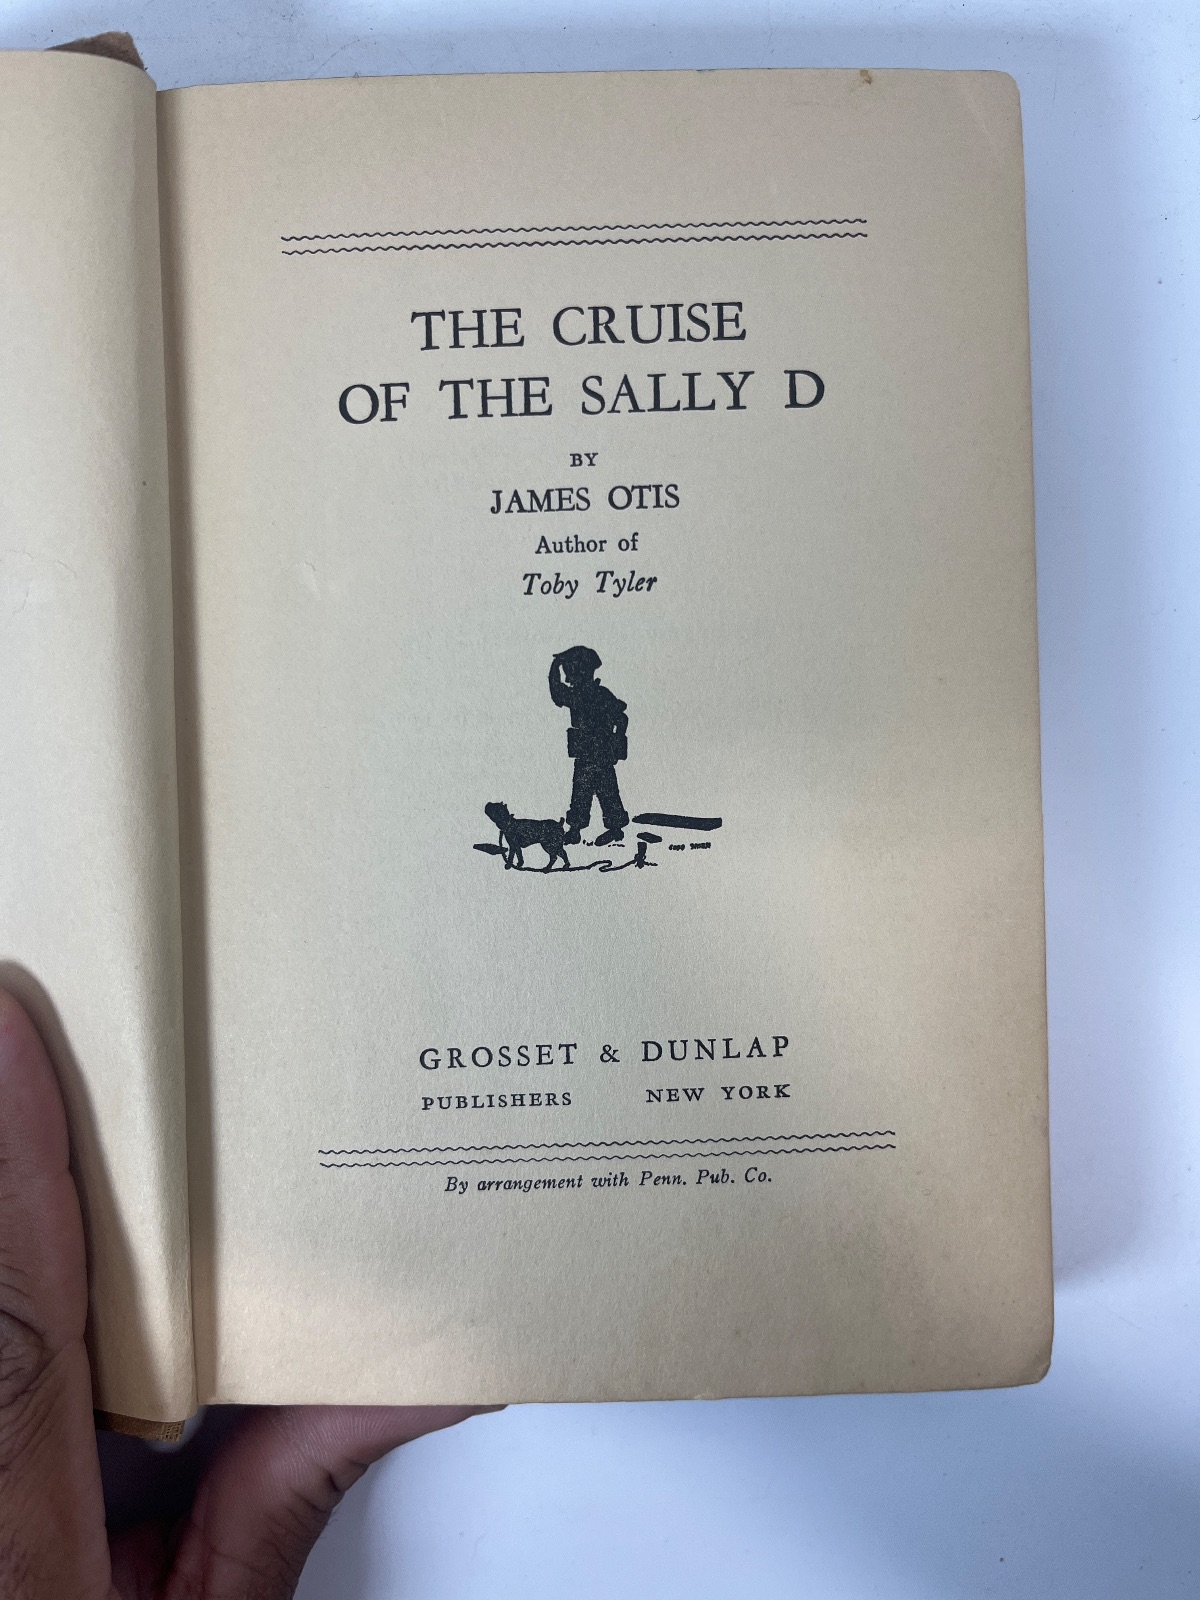 THE CRUISE
OF THE SALLY D
BY
JAMES OTIS
Author of
Toby Tyler
GROSSET & DUNLAP
PUBLISHERS NEW YORK
By arrangement with Penn. Pub. Co.